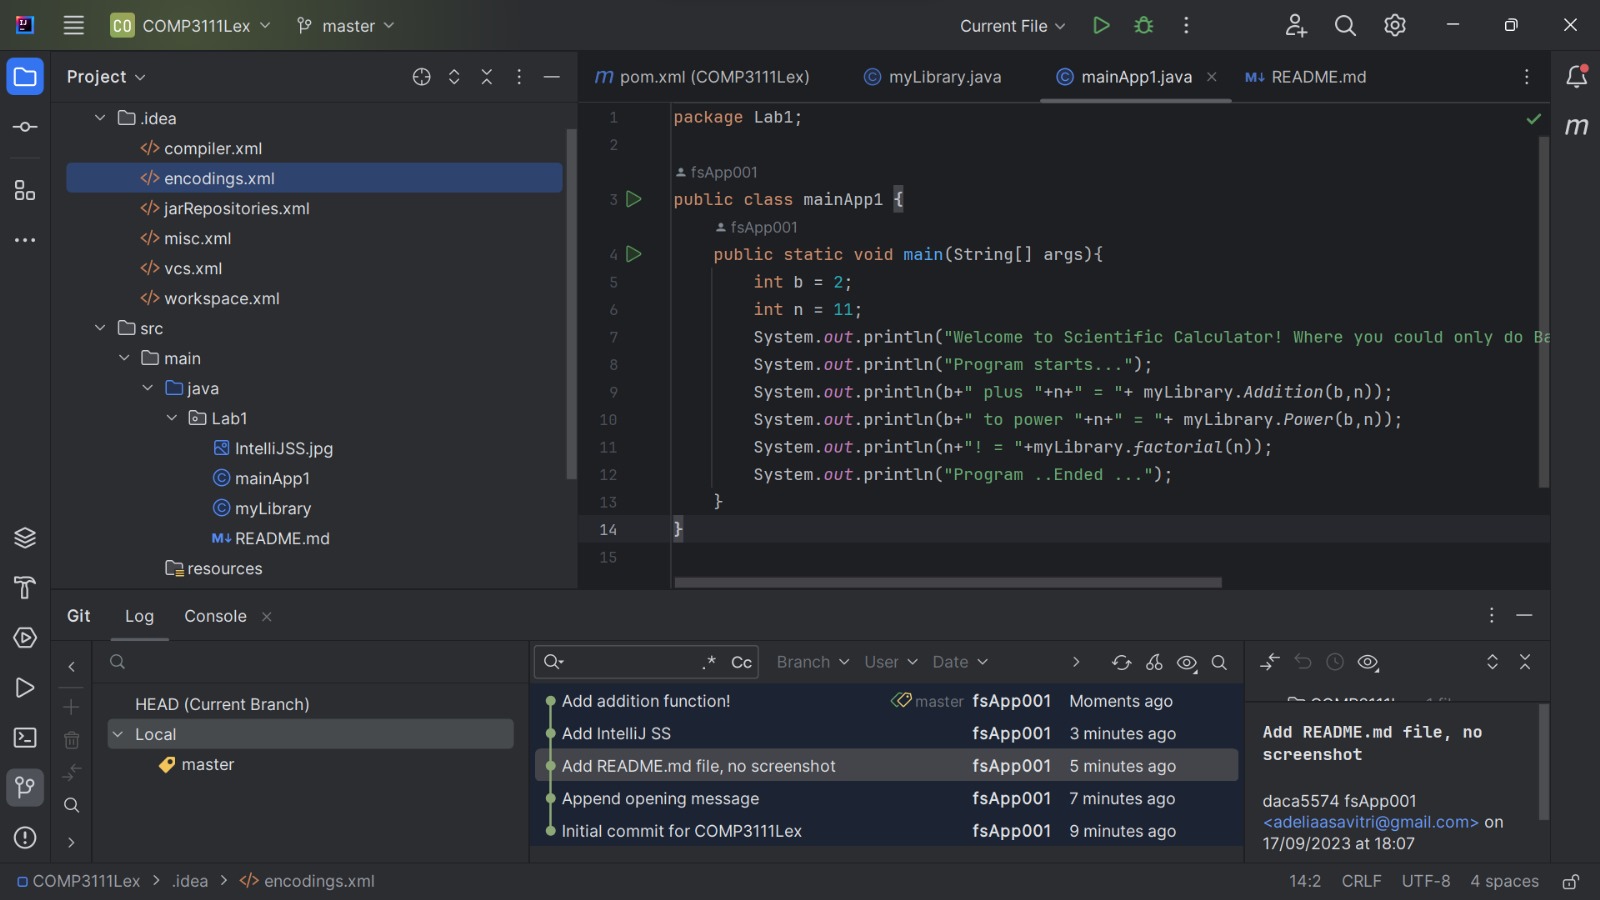 CO COMP3111Lex master Current File
Project
pom.xml (COMP3111Lex) myLibrary.java mainApp1.java README.md
.idea
compiler.xml
encodings.xml
jarRepositories.xml
misc.xml
vcs.xml
workspace.xml
src
main
java
Lab1
IntelliJSS.jpg
mainApp1
myLibrary
README.md
resources
1 package Lab1;
2
fsApp001
3 public class mainApp1 {
fsApp001
4 public static void main(String[] args){
5 int b = 2;
6 int n = 11;
7 System.out.println("Welcome to Scientific Calculator! Where you could only do Ba
8 System.out.println("Program starts...");
9 System.out.println(b+" plus "+n+" = "+ myLibrary.Addition(b,n));
10 System.out.println(b+" to power "+n+" = "+ myLibrary.Power(b,n));
11 System.out.println(n+"! = "+myLibrary.factorial(n));
12 System.out.println("Program ..Ended ...");
13 }
14 }
15
Git Log Console
.* Cc Branch User Date
HEAD (Current Branch)
Local
master
Add addition function! master fsApp001 Moments ago
Add IntelliJ SS fsApp001 3 minutes ago
Add README.md file, no screenshot fsApp001 5 minutes ago
Append opening message fsApp001 7 minutes ago
Initial commit for COMP3111Lex fsApp001 9 minutes ago
Add README.md file, no
screenshot
daca5574 fsApp001
<adeliaasavitri@gmail.com> on
17/09/2023 at 18:07
COMP3111Lex > .idea > encodings.xml 14:2 CRLF UTF-8 4 spaces